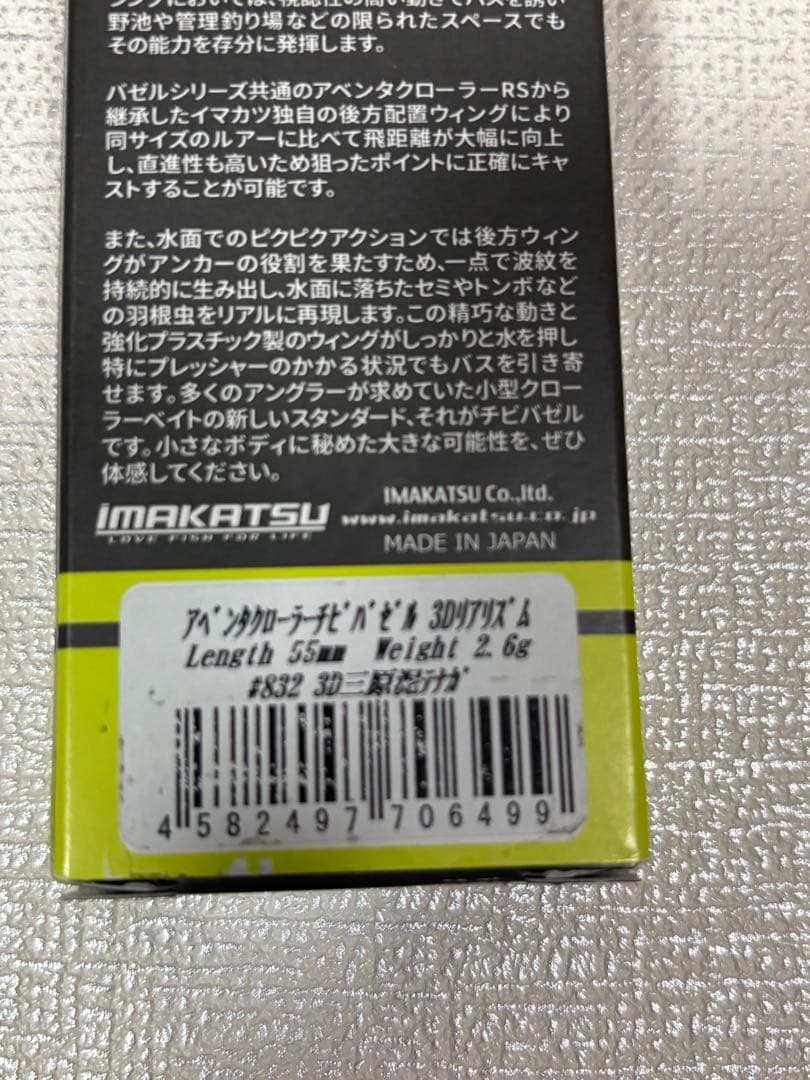 野池や管理釣り場などの限られたスペースでも
その能力を存分に発揮します。
バゼルシリーズ共通のアベンタクローラーRSから
継承したイマカツ独自の後方配置ウィングにより
同サイズのルアーに比べて飛距離が大幅に向上
し、直進性も高いため狙ったポイントに正確にキャ
ストすることが可能です。
また、水面でのピクピクアクションでは後方ウィン
グがアンカーの役割を果たすため、一点で波紋を
持続的に生み出し、水面に落ちたセミやトンボなど
の羽根虫をリアルに再現します。この精巧な動きと
強化プラスチック製のウィングがしっかりと水を押し
特にプレッシャーのかかる状況でもバスを引き寄
せます。多くのアングラーが求めていた小型クロー
ラーベイトの新しいスタンダード、それがチビバゼル
です。小さなボディに秘めた大きな可能性を、ぜひ
体感してください。
IMAKATSU
LOVE FISH FOR LIFE
IMAKATSU Co.,ltd.
www.imakatsu.co.jp
MADE IN JAPAN
ｱﾍﾞﾝﾀｸﾛｰﾗｰﾁﾋﾞﾊﾞｾﾞﾙ 3Dﾘｱﾘｽﾞﾑ
Length 55mm Weight 2.6g
#832 3D三原湾ﾃﾅｶﾞ
4 582497 706499